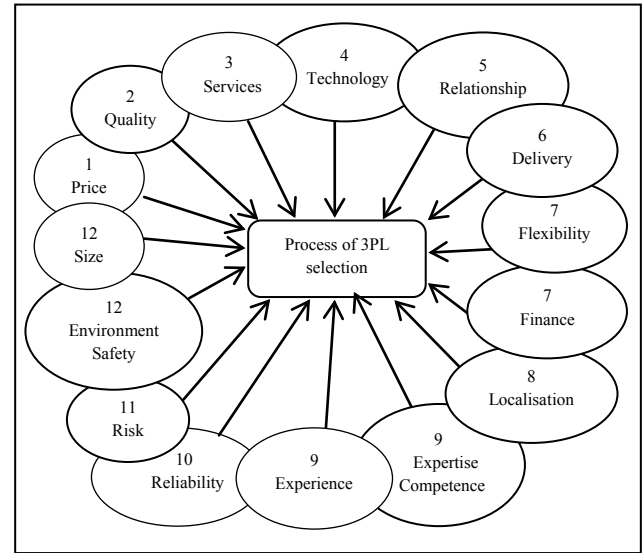 4
Technology
3
Services
5
Relationship
2
Quality
6
Delivery
1
Price
7
Flexibility
12
Size
Process of 3PL
selection
7
Finance
12
Environment
Safety
8
Localisation
11
Risk
9
Expertise
Competence
10
Reliability
9
Experience